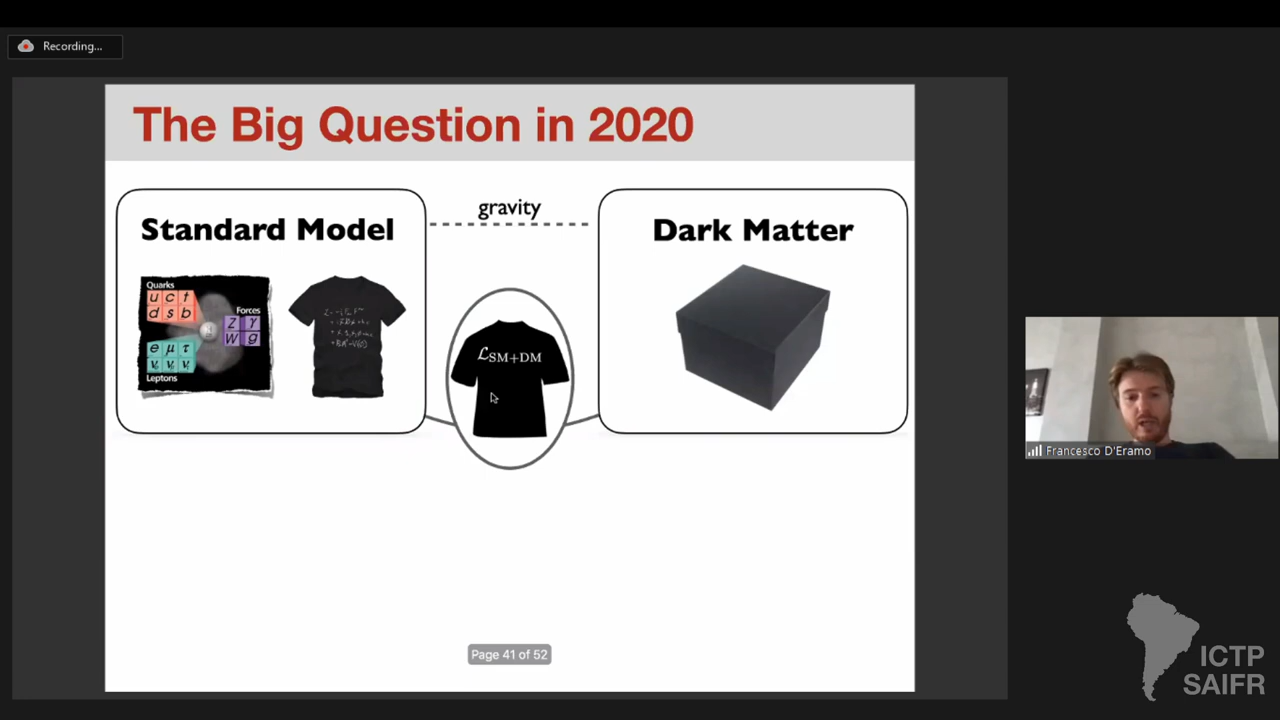 Recording...
The Big Question in 2020
Standard Model
gravity
Dark Matter
Quarks
u c t
d s b
Forces
Z γ
W g
H
e μ τ
Leptons
ℒSM+DM
Page 41 of 52
Francesco D'Eramo
ICTP
SAIFR